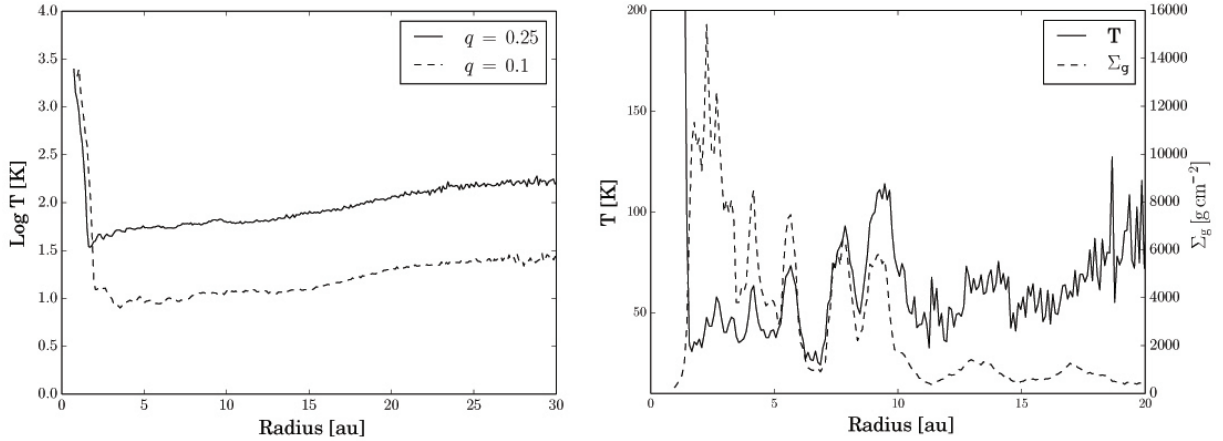 4.0
3.5
3.0
2.5
2.0
1.5
1.0
0.5
0.0
Log T [K]
0 5 10 15 20 25 30
Radius [au]
q = 0.25
q = 0.1
200
150
100
50
T [K]
0 5 10 15 20
Radius [au]
T
Σg
16000
14000
12000
10000
8000
6000
4000
2000
0
Σg [g cm−2]